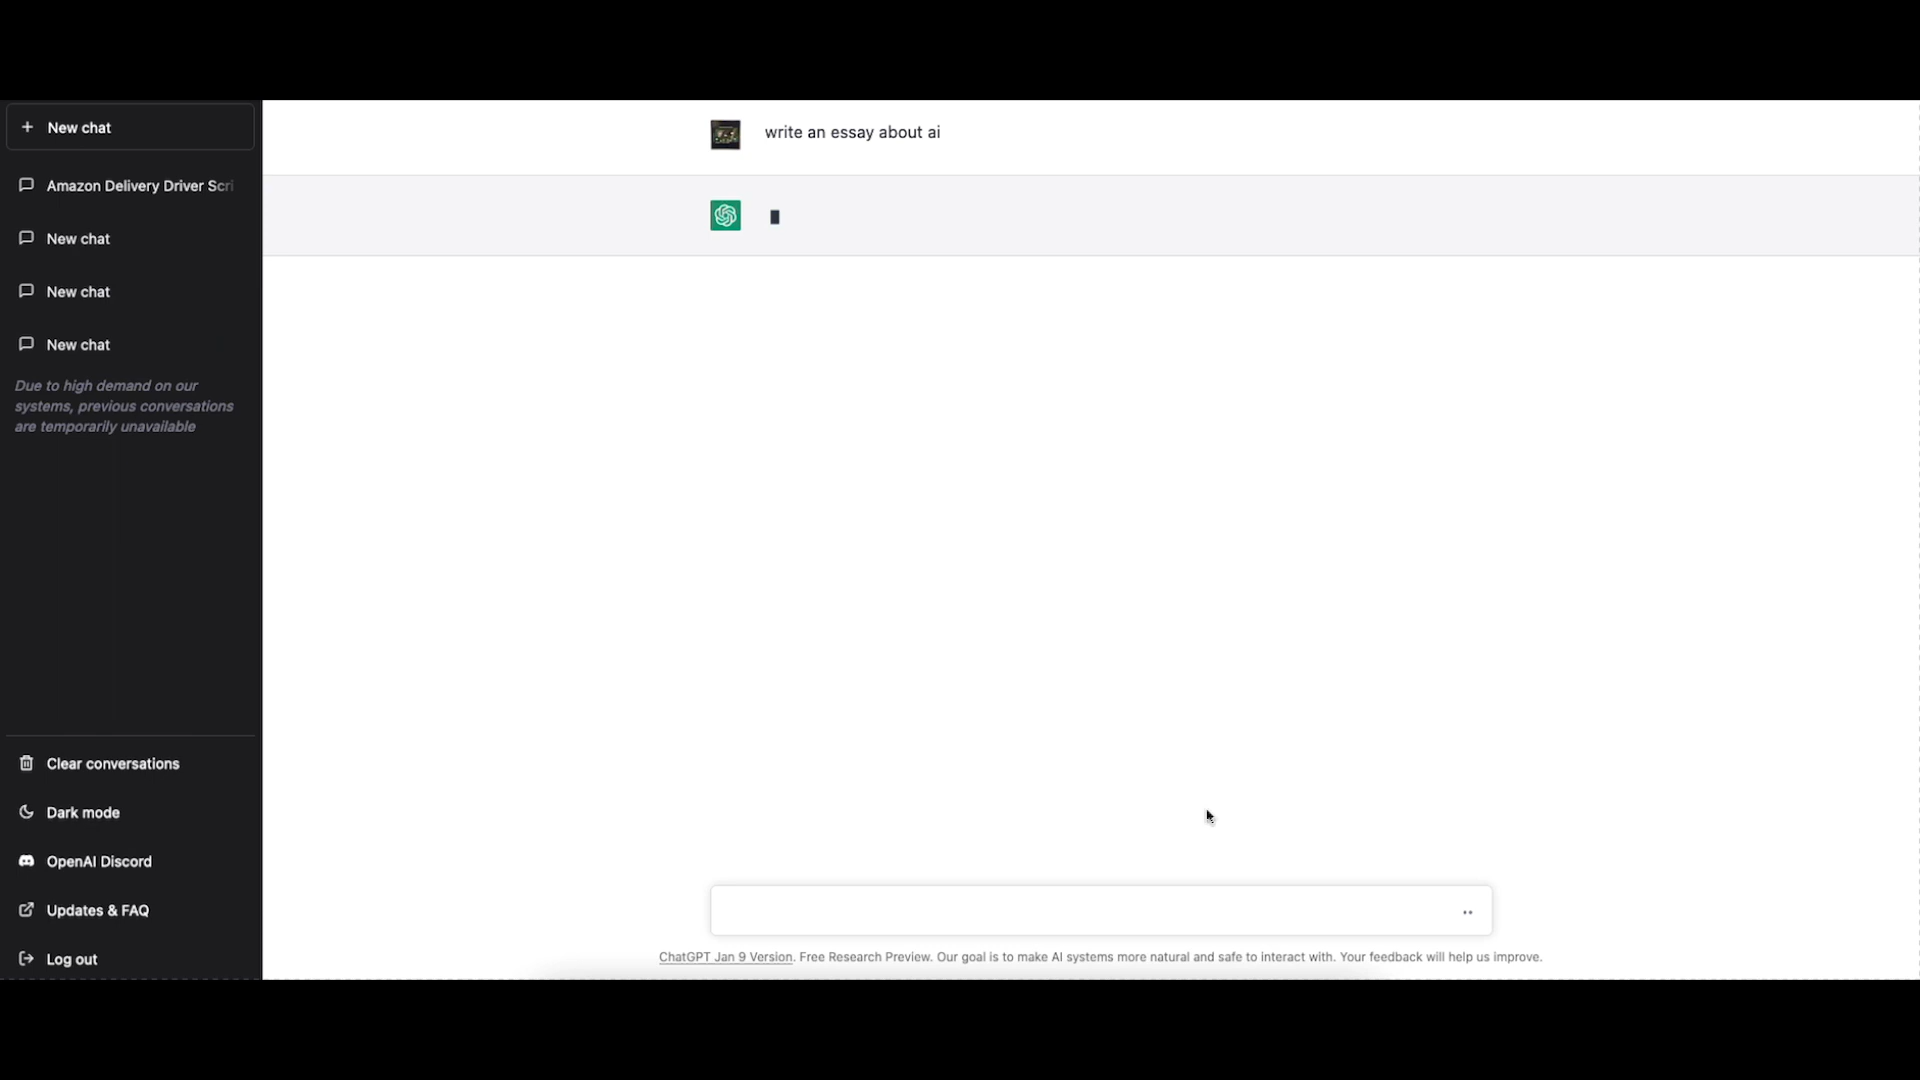 New chat
Amazon Delivery Driver Scri
New chat
New chat
New chat
Due to high demand on our
systems, previous conversations
are temporarily unavailable
Clear conversations
Dark mode
OpenAI Discord
Updates & FAQ
Log out
write an essay about ai
ChatGPT Jan 9 Version. Free Research Preview. Our goal is to make AI systems more natural and safe to interact with. Your feedback will help us improve.